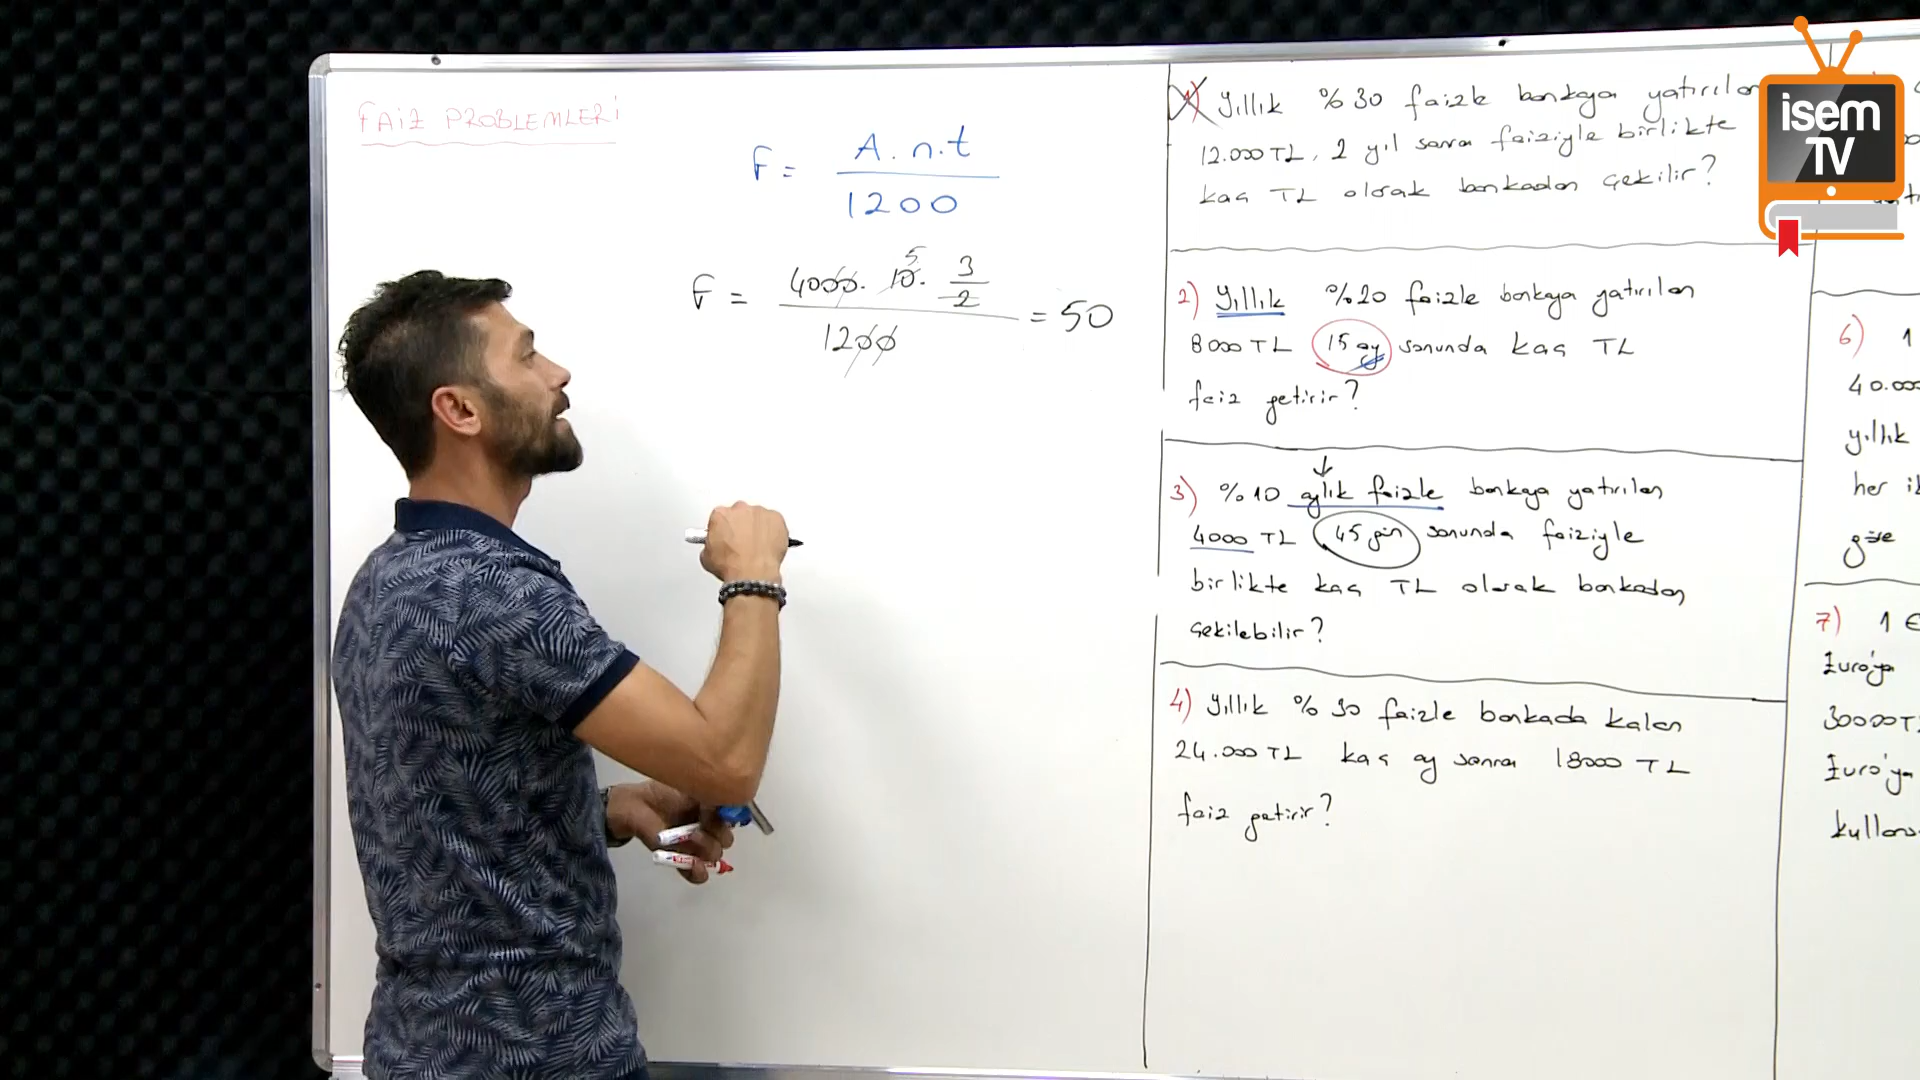 FAİZ PROBLEMLERİ
F = A.n.t / 1200
F = 4000. 10. 3/2 / 1200 = 50
5
1) Yıllık %30 faizle bankaya yatırılan
12.000 TL, 2 yıl sonra faiziyle birlikte
kaç TL olarak bankadan çekilir?
2) Yıllık %20 faizle bankaya yatırılan
8000 TL 15 ay sonunda kaç TL
faiz getirir?
3) %10 aylık faizle bankaya yatırılan
4000 TL 45 gün sonunda faiziyle
birlikte kaç TL olarak bankadan
çekilebilir?
4) Yıllık %30 faizle bankada kalan
24.000 TL kaç ay sonra 18000 TL
faiz getirir?
6) 1
40.000
yıllık
her
göre
7) 1 €
Euro'ya
30000 T
Euro'ya
isem
TV